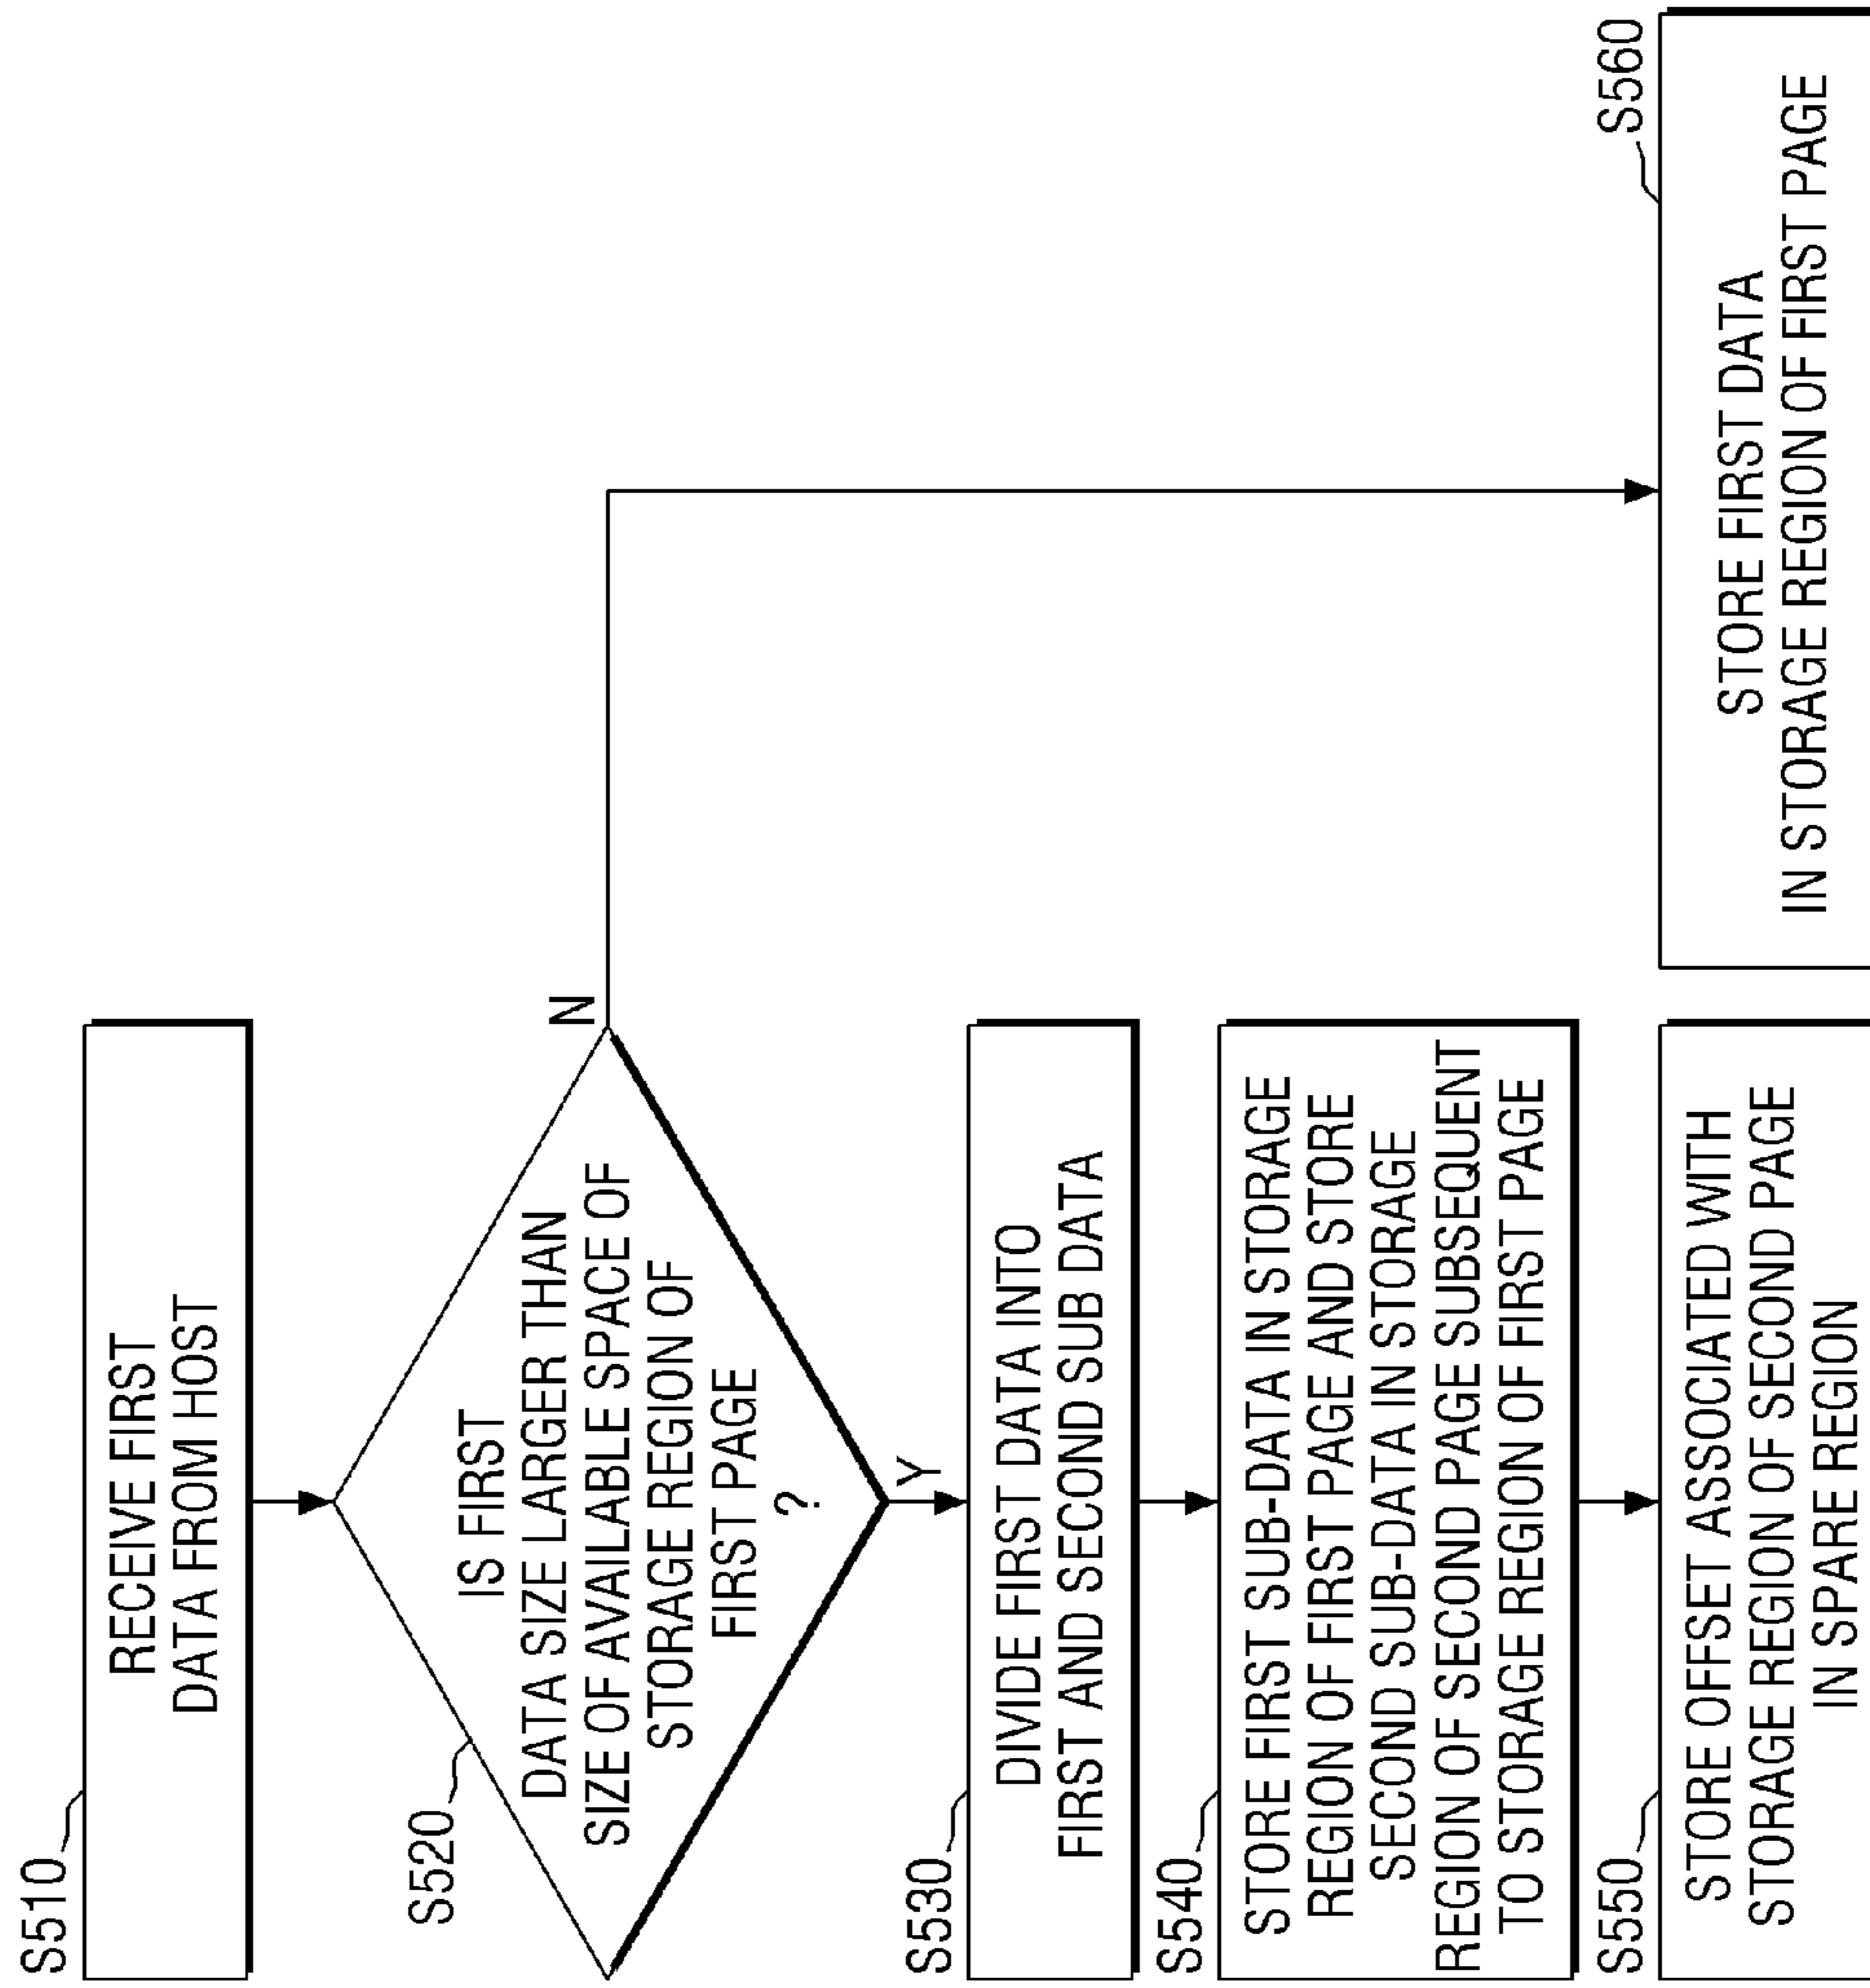 S510
RECEIVE FIRST
DATA FROM HOST
S520
IS FIRST
DATA SIZE LARGER THAN
SIZE OF AVAILABLE SPACE OF
STORAGE REGION OF
FIRST PAGE
?
N
Y
S530
DIVIDE FIRST DATA INTO
FIRST AND SECOND SUB DATA
S540
STORE FIRST SUB-DATA IN STORAGE
REGION OF FIRST PAGE AND STORE
SECOND SUB-DATA IN STORAGE
REGION OF SECOND PAGE SUBSEQUENT
TO STORAGE REGION OF FIRST PAGE
S550
STORE OFFSET ASSOCIATED WITH
STORAGE REGION OF SECOND PAGE
IN SPARE REGION
S560
STORE FIRST DATA
IN STORAGE REGION OF FIRST PAGE